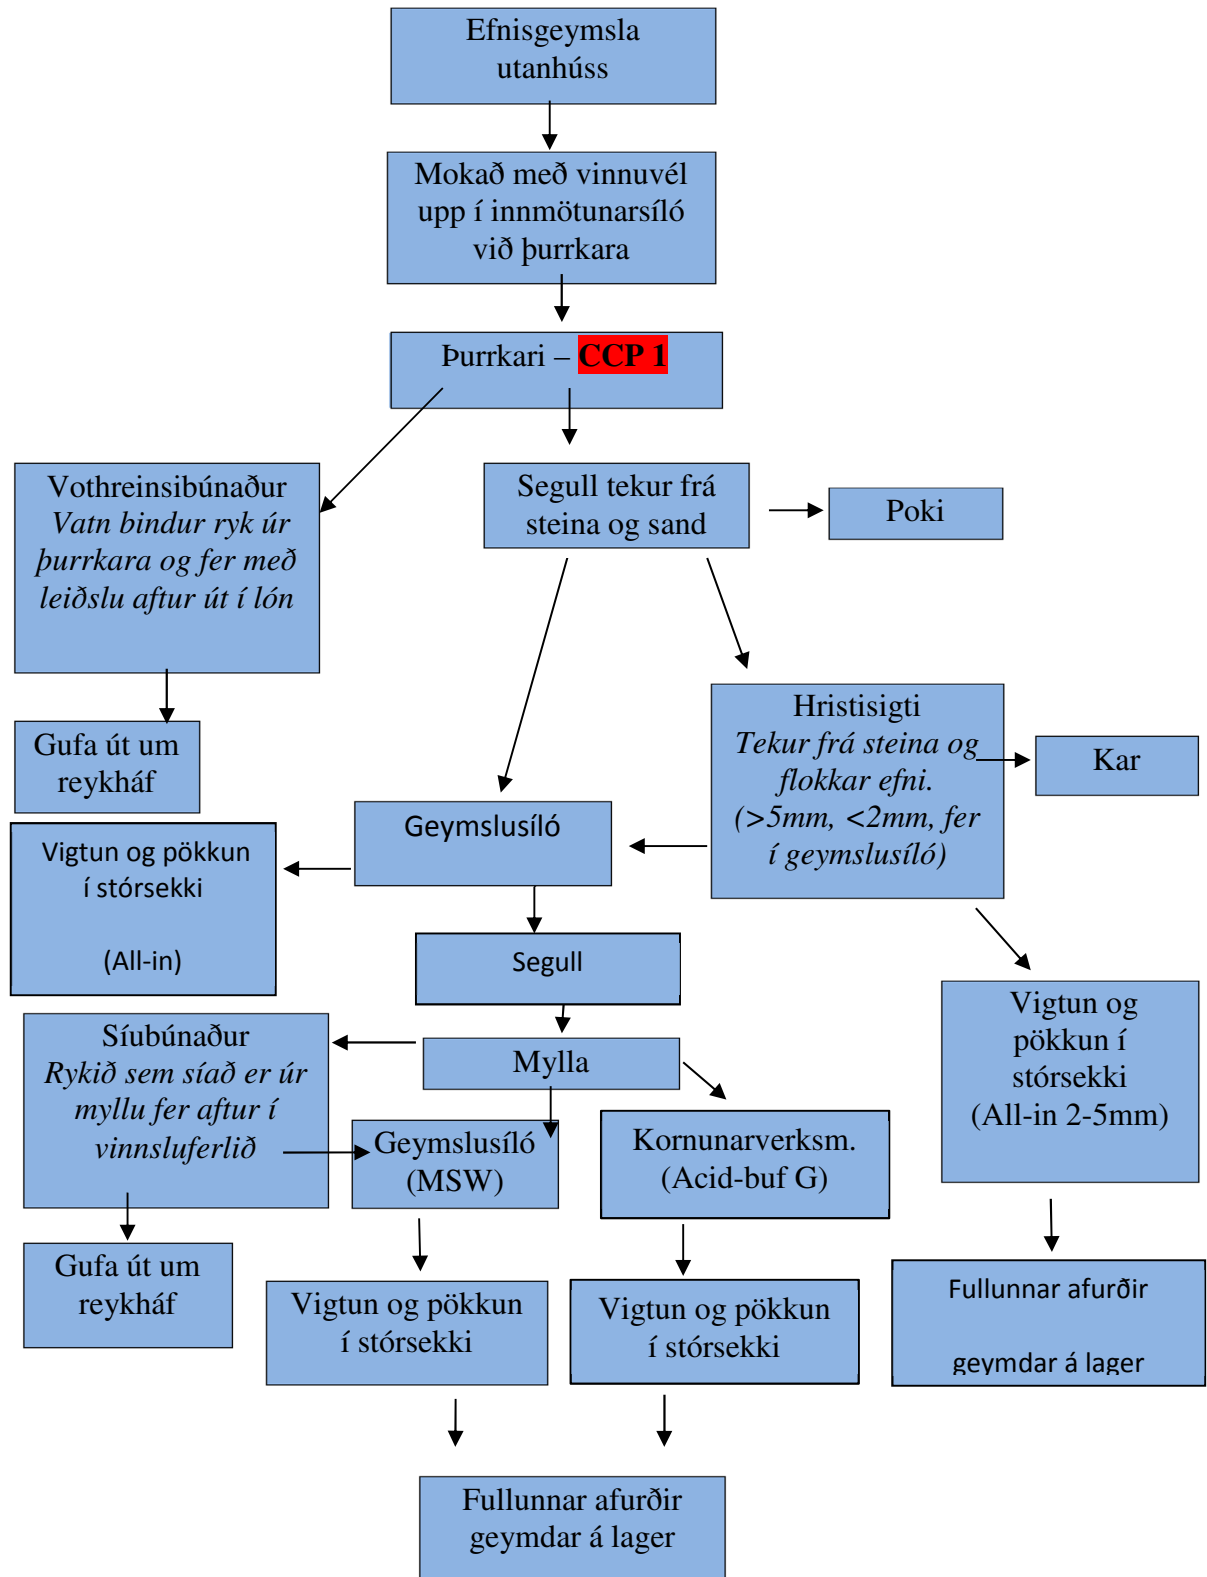 Efnisgeymsla
utanhúss
Mokað með vinnuvél
upp í innmötunarsíló
við þurrkara
Þurrkari – CCP 1
Vothreinsibúnaður
Vatn bindur ryk úr
þurrkara og fer með
leiðslu aftur út í lón
Segull tekur frá
steina og sand
Poki
Gufa út um
reykháf
Hristisigti
Tekur frá steina og
flokkar efni.
(>5mm, <2mm, fer
í geymslusíló)
Kar
Geymslusíló
Vigtun og pökkun
í stórsekki
(All-in)
Segull
Vigtun og
pökkun í
stórsekki
(All-in 2-5mm)
Síubúnaður
Rykið sem síað er úr
myllu fer aftur í
vinnsluferlið
Mylla
Geymslusíló
(MSW)
Kornunarverksm.
(Acid-buf G)
Gufa út um
reykháf
Vigtun og pökkun
í stórsekki
Vigtun og pökkun
í stórsekki
Fullunnar afurðir
geymdar á lager
Fullunnar afurðir
geymdar á lager